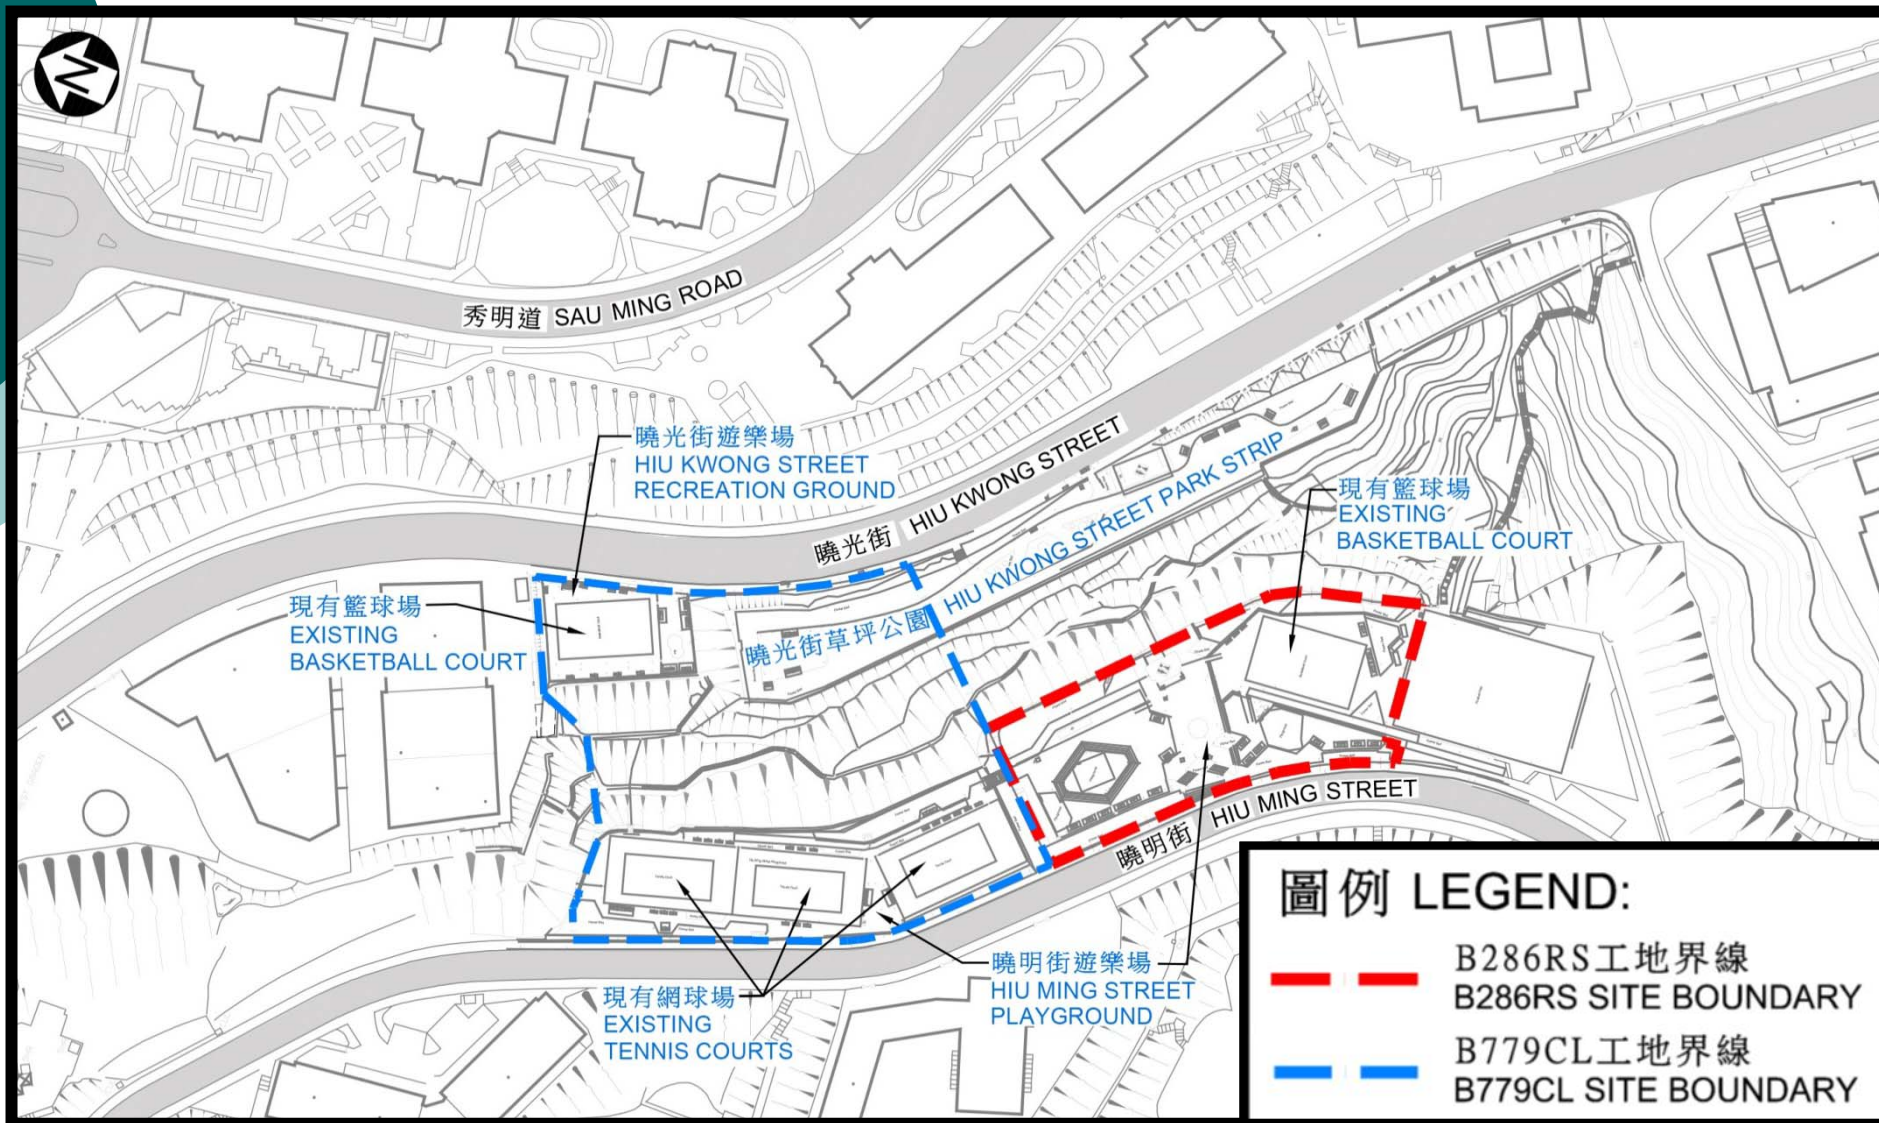 N
秀明道 SAU MING ROAD
曉光街遊樂場
HIU KWONG STREET
RECREATION GROUND
曉光街 HIU KWONG STREET
曉光街草坪公園 HIU KWONG STREET PARK STRIP
現有籃球場
EXISTING
BASKETBALL COURT
現有籃球場
EXISTING
BASKETBALL COURT
曉明街 HIU MING STREET
曉明街遊樂場
HIU MING STREET
PLAYGROUND
現有網球場
EXISTING
TENNIS COURTS
圖例 LEGEND:
B286RS工地界線
B286RS SITE BOUNDARY
B779CL工地界線
B779CL SITE BOUNDARY